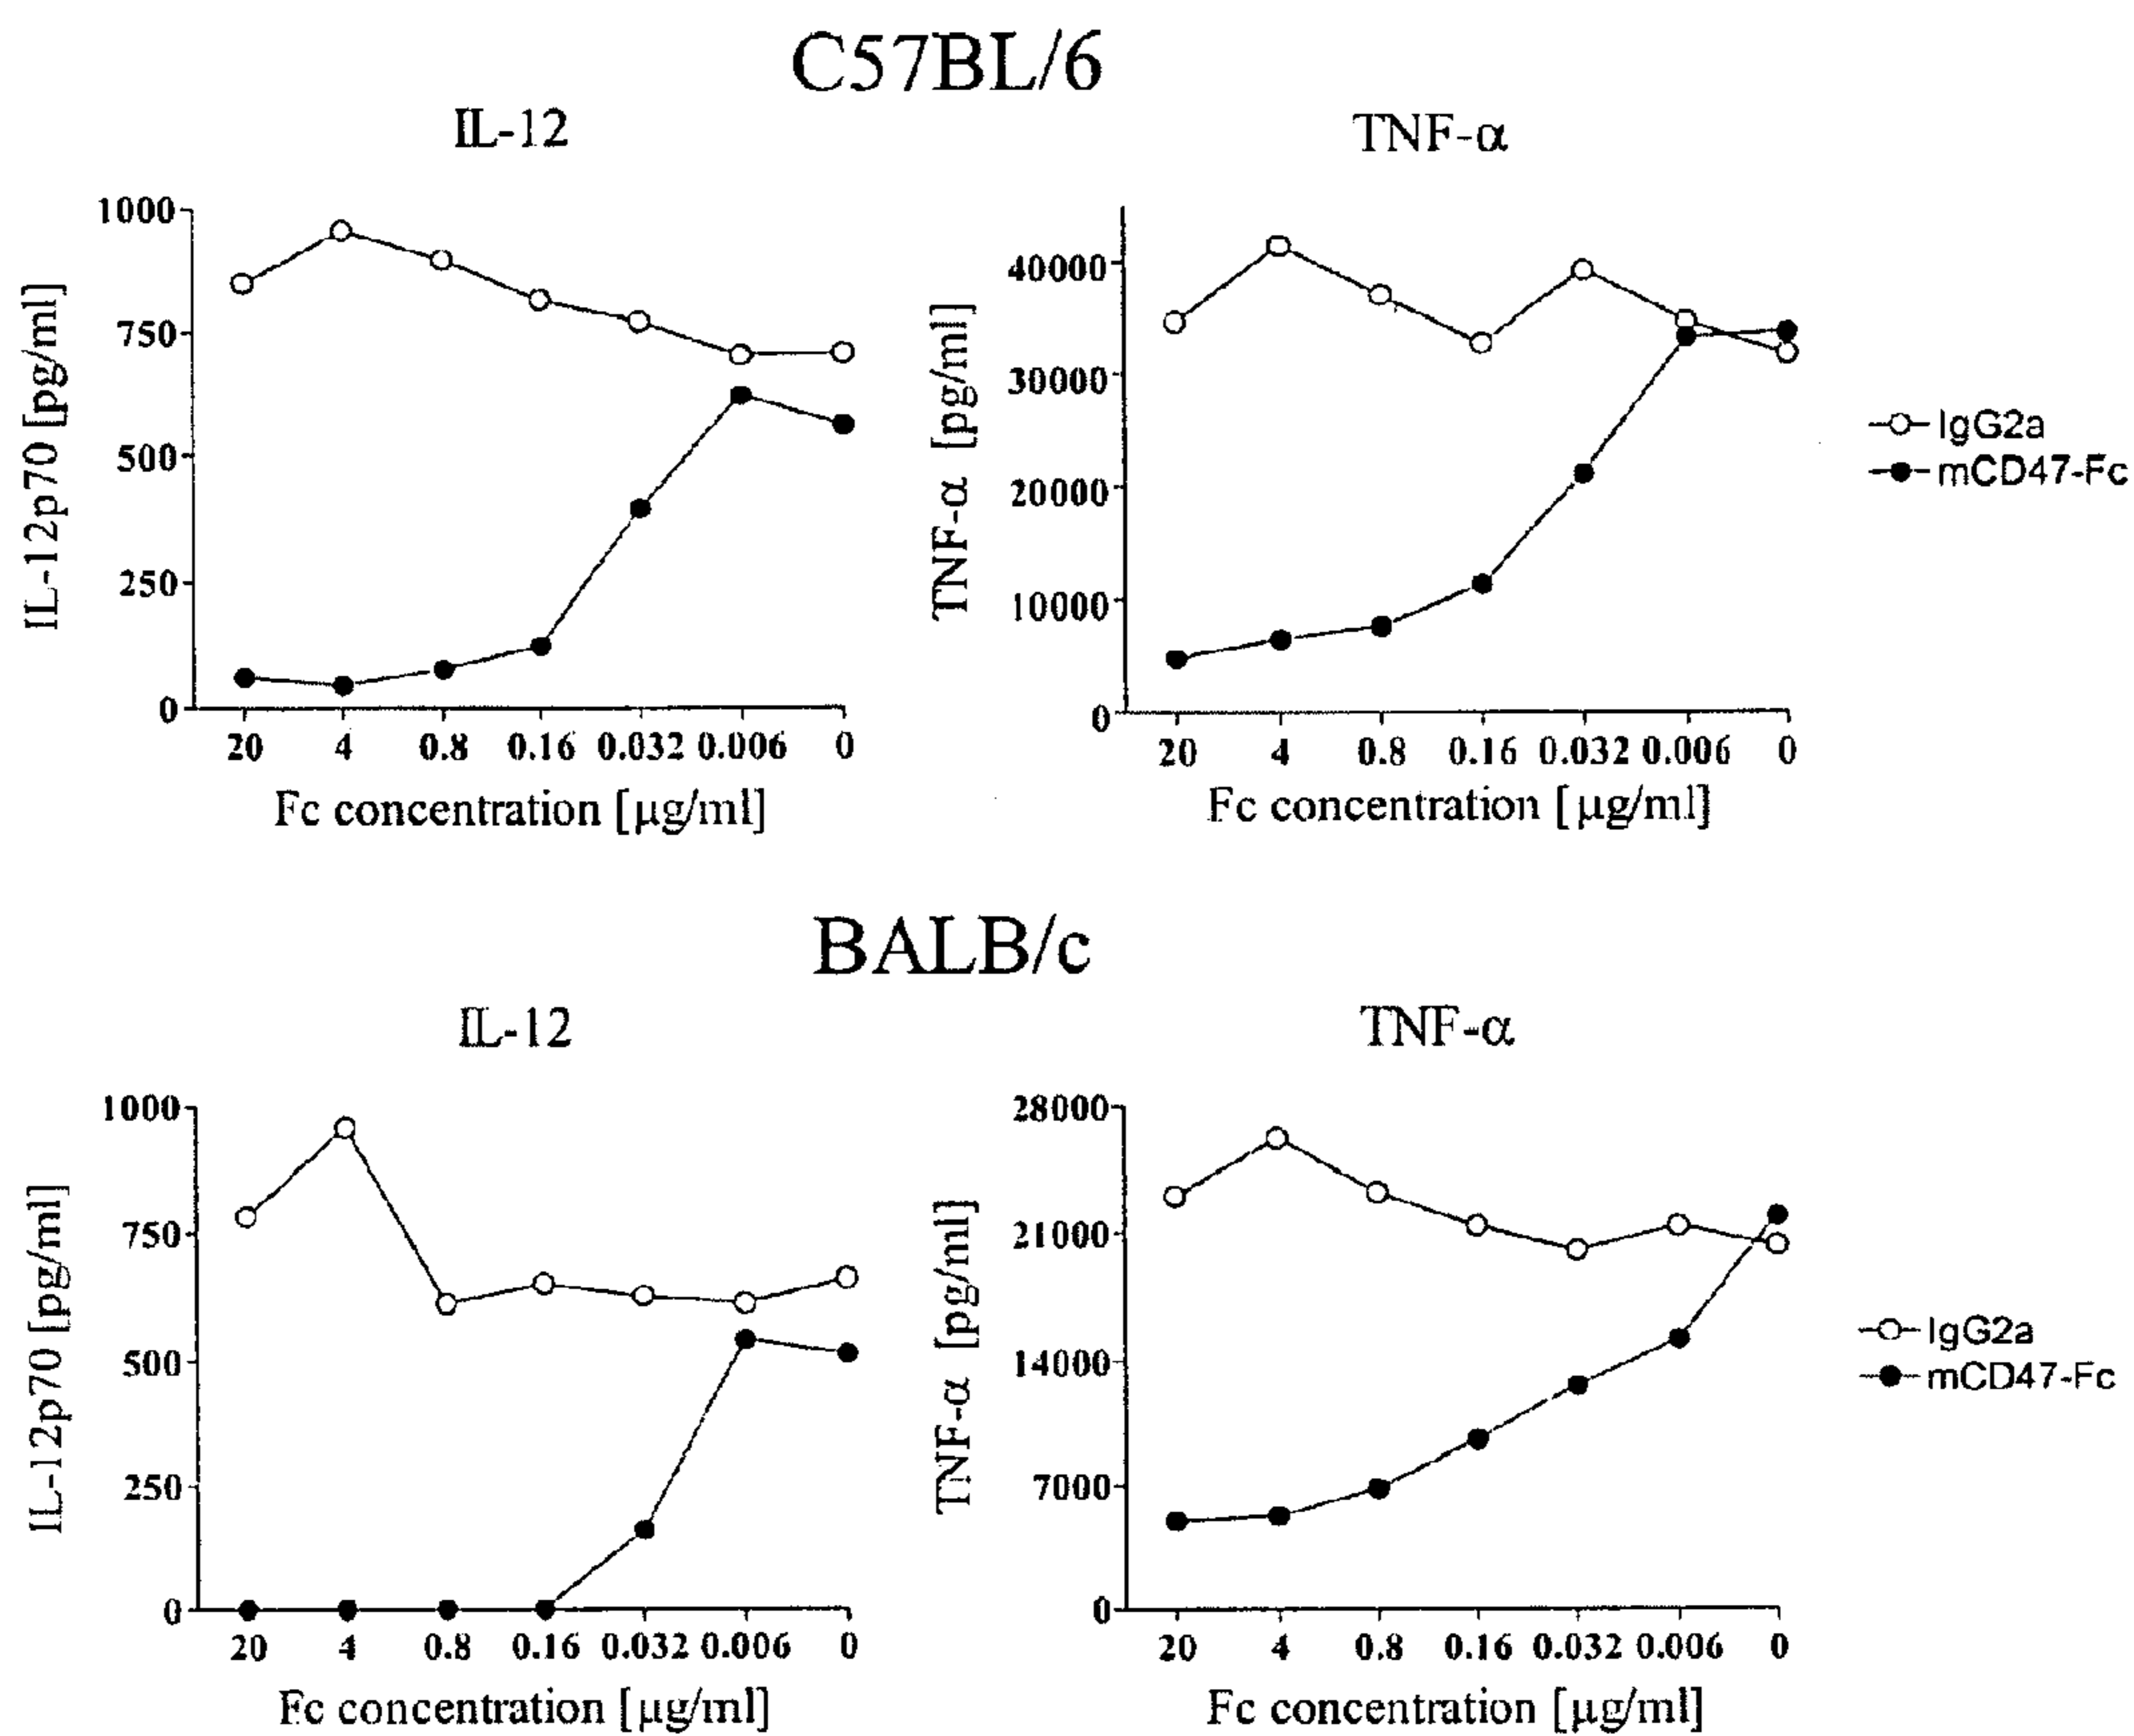 C57BL/6
IL-12
TNF-α
IL-12p70 [pg/ml]
1000
750
500
250
0
20 4 0.8 0.16 0.032 0.006 0
Fc concentration [μg/ml]
TNF-α [pg/ml]
40000
30000
20000
10000
0
20 4 0.8 0.16 0.032 0.006 0
Fc concentration [μg/ml]
IgG2a
mCD47-Fc
BALB/c
IL-12
TNF-α
IL-12p70 [pg/ml]
1000
750
500
250
0
20 4 0.8 0.16 0.032 0.006 0
Fc concentration [μg/ml]
TNF-α [pg/ml]
28000
21000
14000
7000
0
20 4 0.8 0.16 0.032 0.006 0
Fc concentration [μg/ml]
IgG2a
mCD47-Fc